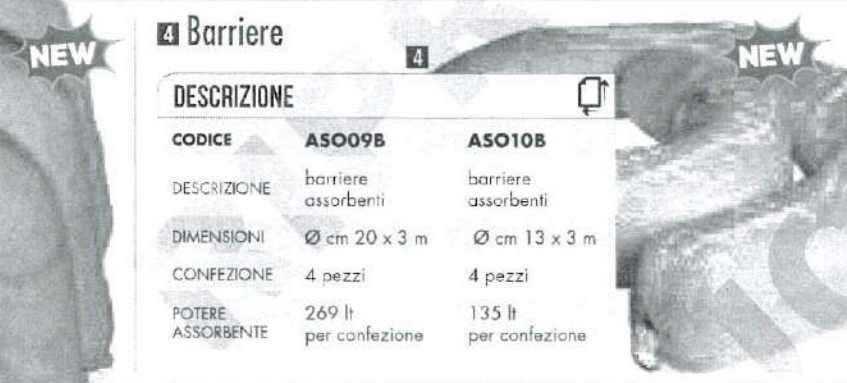 NEW
4 Barriere
4
NEW
DESCRIZIONE
CODICE ASO09B ASO10B
DESCRIZIONE barriere assorbenti barriere assorbenti
DIMENSIONI Ø cm 20 x 3 m Ø cm 13 x 3 m
CONFEZIONE 4 pezzi 4 pezzi
POTERE ASSORBENTE 269 lt per confezione 135 lt per confezione